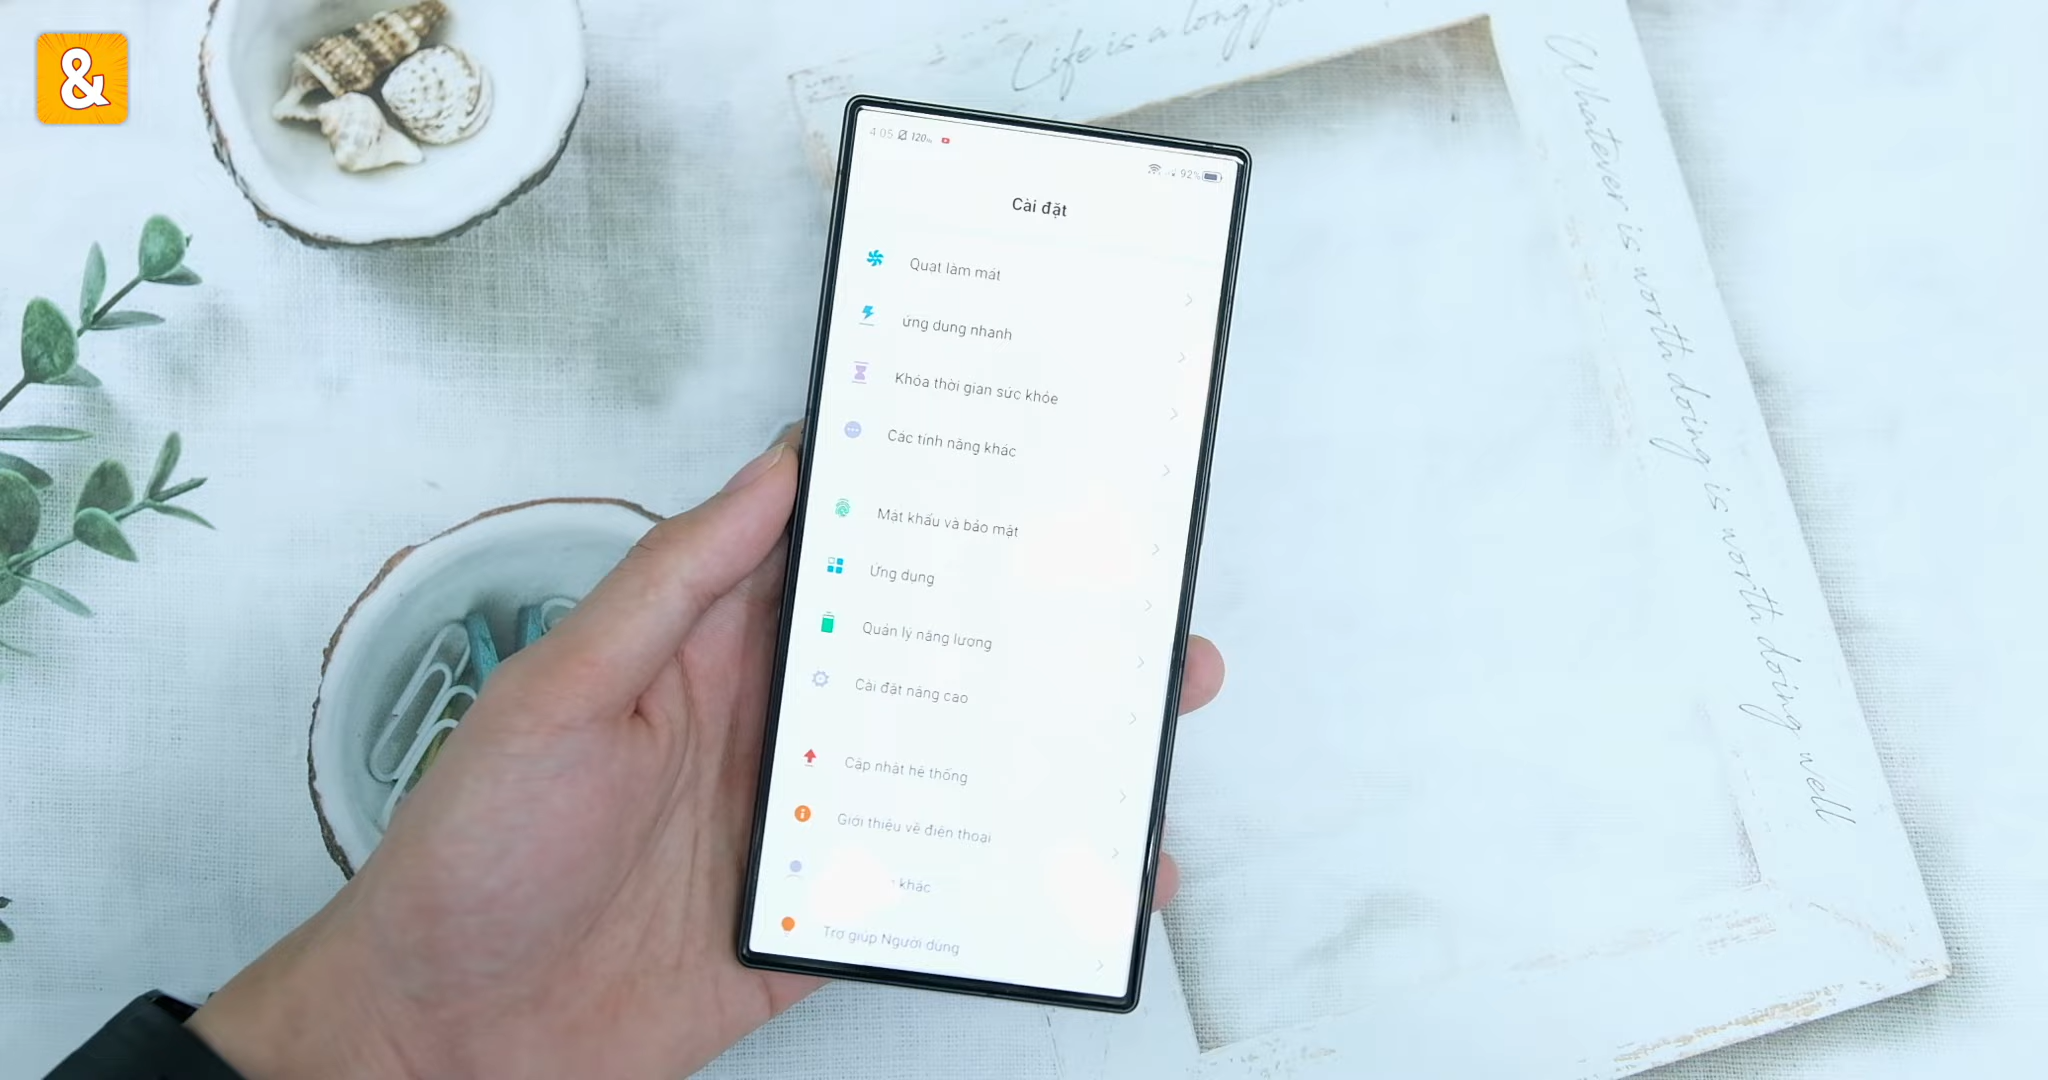 &
Life is a long
Whatever is worth doing is worth doing well
4:05 120Hz 92%
Cài đặt
Quạt làm mát
ứng dụng nhanh
Khóa thời gian sức khỏe
Các tính năng khác
Mật khẩu và bảo mật
Ứng dụng
Quản lý năng lượng
Cài đặt nâng cao
Cập nhật hệ thống
Giới thiệu về điện thoại
khác
Trợ giúp Người dùng